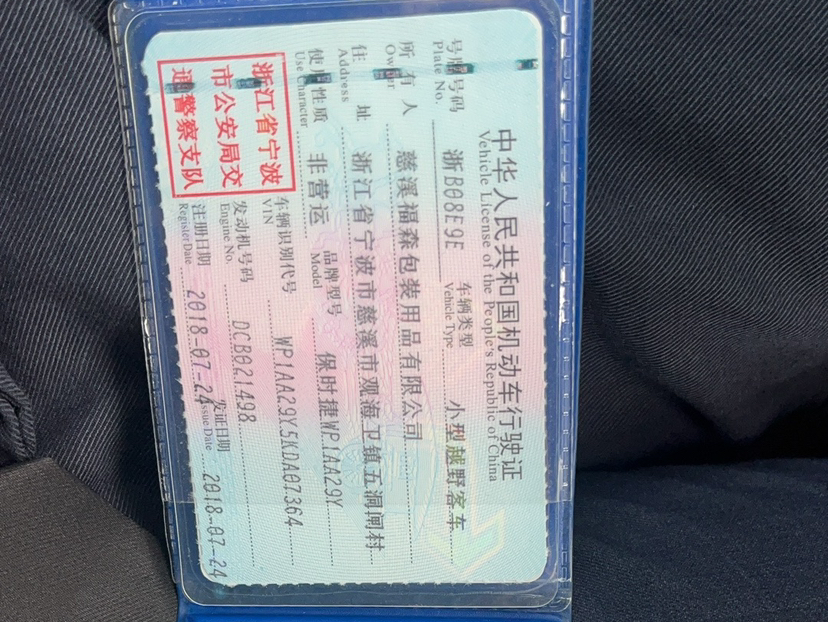 中华人民共和国机动车行驶证
Vehicle License of the People's Republic of China
号牌号码 浙B08E9E 车辆类型 小型越野客车
Plate No. Vehicle Type
所有人 慈溪福森包装用品有限公司
Owner
住址 浙江省宁波市慈溪市观海卫镇五洞闸村
Address
使用性质 非营运 品牌型号 保时捷WP1AA29Y
Use Character Model
浙江省宁波
市公安局交
通警察支队
车辆识别代号 WP1AA29Y5KDA07364
VIN
发动机号码 DCB021498
Engine No.
注册日期 2018-07-24 发证日期 2018-07-24
Register Date Issue Date